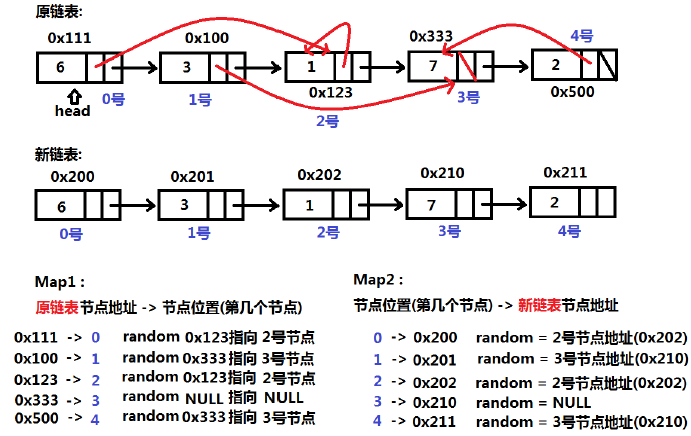 原链表:
0x111 0x100 0x333 4号
6 3 1 7 2
head 0号 1号 0x123 2号 3号 0x500
新链表:
0x200 0x201 0x202 0x210 0x211
6 3 1 7 2
0号 1号 2号 3号 4号
Map1 :
原链表节点地址 -> 节点位置(第几个节点)
0x111 -> 0 random 0x123指向 2号节点
0x100 -> 1 random 0x333指向 3号节点
0x123 -> 2 random 0x123指向 2号节点
0x333 -> 3 random NULL指向 NULL
0x500 -> 4 random 0x333指向 3号节点
Map2 :
节点位置(第几个节点) -> 新链表节点地址
0 -> 0x200 random = 2号节点地址(0x202)
1 -> 0x201 random = 3号节点地址(0x210)
2 -> 0x202 random = 2号节点地址(0x202)
3 -> 0x210 random = NULL
4 -> 0x211 random = 3号节点地址(0x210)